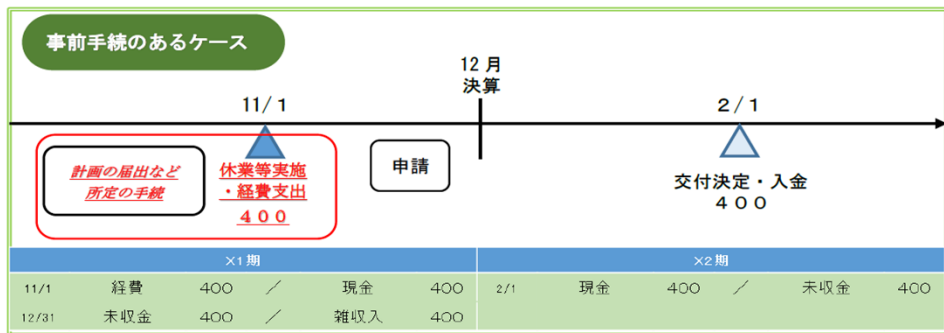 事前手続のあるケース
12月
決算
11/1
2/1
計画の届出など
所定の手続
休業等実施
・経費支出
400
申請
交付決定・入金
400
×1期
×2期
11/1 経費 400 / 現金 400
2/1 現金 400 / 未収金 400
12/31 未収金 400 / 雑収入 400